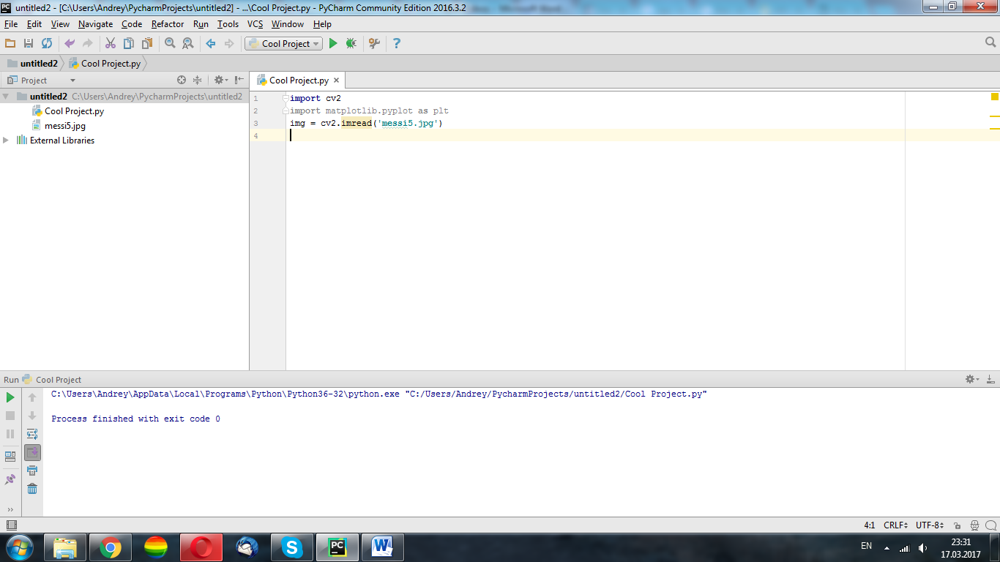 untitled2 - [C:\Users\Andrey\PycharmProjects\untitled2] - ...\Cool Project.py - PyCharm Community Edition 2016.3.2
File Edit View Navigate Code Refactor Run Tools VCS Window Help
Cool Project
untitled2 Cool Project.py
Project
untitled2 C:\Users\Andrey\PycharmProjects\untitled2
Cool Project.py
messi5.jpg
External Libraries
Cool Project.py
1 import cv2
2 import matplotlib.pyplot as plt
3 img = cv2.imread('messi5.jpg')
4
Run Cool Project
C:\Users\Andrey\AppData\Local\Programs\Python\Python36-32\python.exe "C:/Users/Andrey/PycharmProjects/untitled2/Cool Project.py"
Process finished with exit code 0
4:1 CRLF UTF-8
EN
23:31
17.03.2017